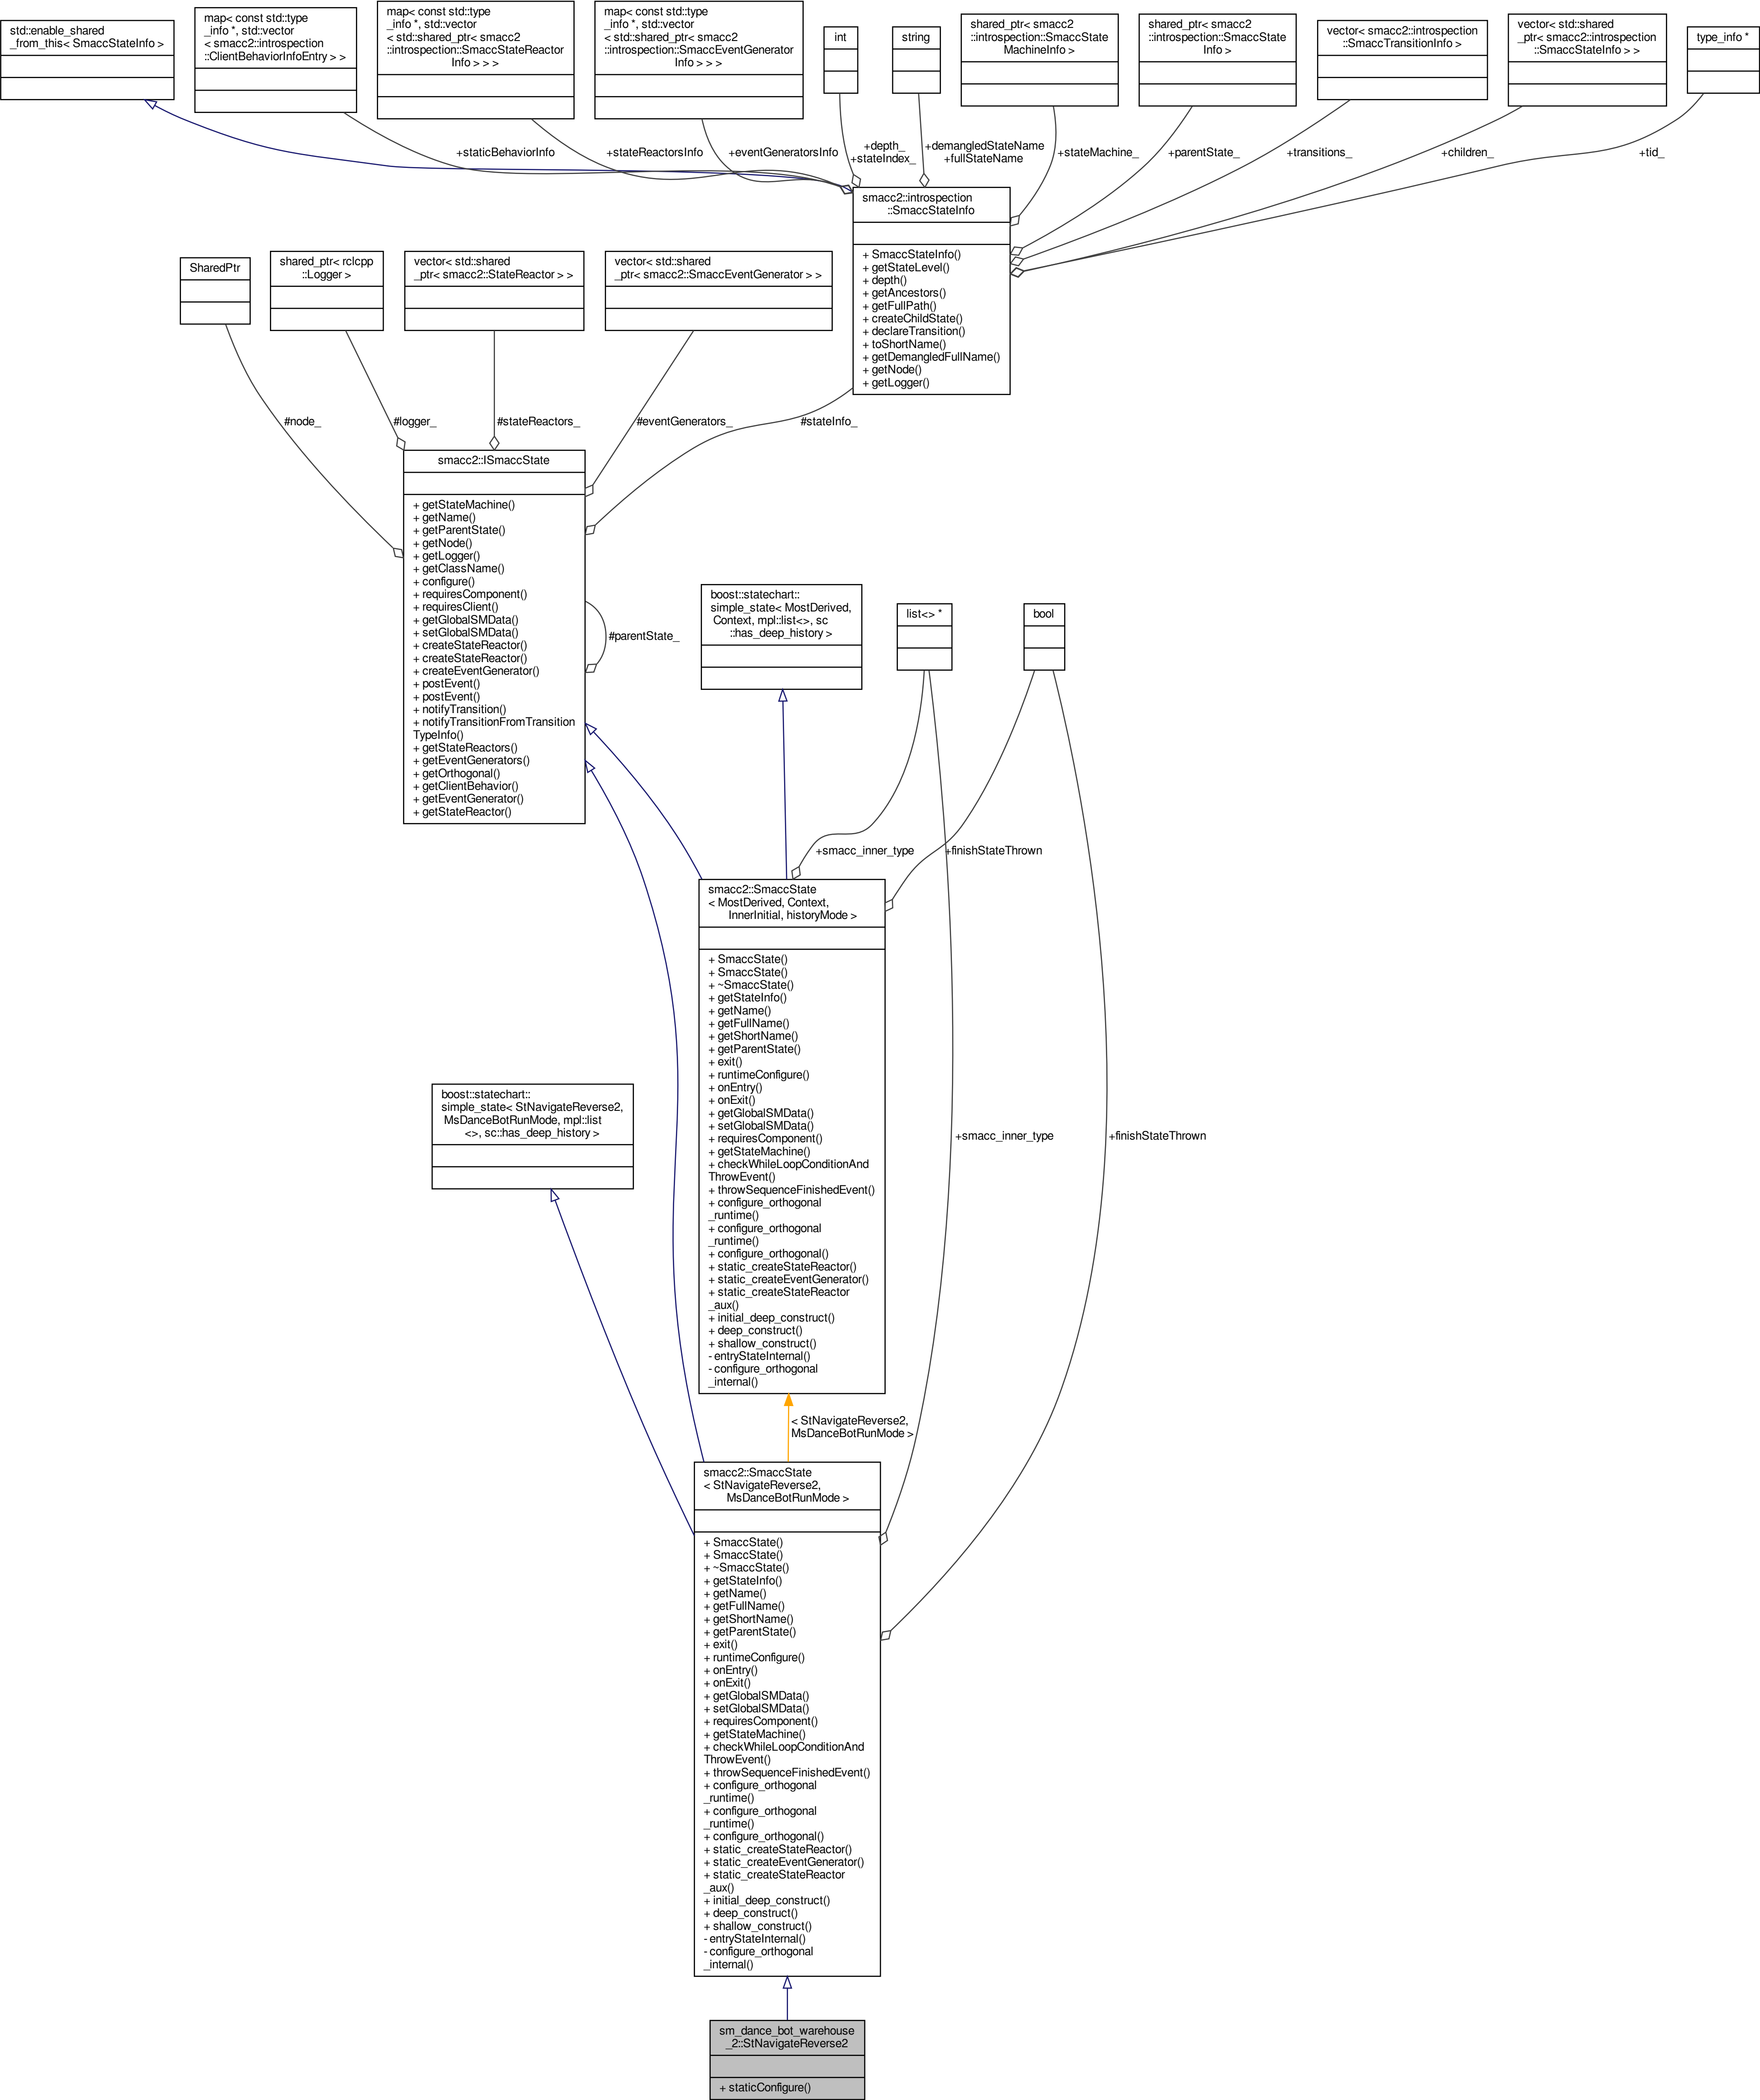 std::enable_shared
_from_this< SmaccStateInfo >
map< const std::type
_info *, std::vector
< smacc2::introspection
::ClientBehaviorInfoEntry > >
map< const std::type
_info *, std::vector
< std::shared_ptr< smacc2
::introspection::SmaccStateReactor
Info > > >
map< const std::type
_info *, std::vector
< std::shared_ptr< smacc2
::introspection::SmaccEventGenerator
Info > > >
int
string
shared_ptr< smacc2
::introspection::SmaccState
MachineInfo >
shared_ptr< smacc2
::introspection::SmaccState
Info >
vector< smacc2::introspection
::SmaccTransitionInfo >
vector< std::shared
_ptr< smacc2::introspection
::SmaccStateInfo > >
type_info *
+staticBehaviorInfo
+stateReactorsInfo
+eventGeneratorsInfo
+depth_
+stateIndex_
+demangledStateName
+fullStateName
+stateMachine_
+parentState_
+transitions_
+children_
+tid_
smacc2::introspection
::SmaccStateInfo
+ SmaccStateInfo()
+ getStateLevel()
+ depth()
+ getAncestors()
+ getFullPath()
+ createChildState()
+ declareTransition()
+ toShortName()
+ getDemangledFullName()
+ getNode()
+ getLogger()
SharedPtr
shared_ptr< rclcpp
::Logger >
vector< std::shared
_ptr< smacc2::StateReactor > >
vector< std::shared
_ptr< smacc2::SmaccEventGenerator > >
#node_
#logger_
#stateReactors_
#eventGenerators_
#stateInfo_
smacc2::ISmaccState
+ getStateMachine()
+ getName()
+ getParentState()
+ getNode()
+ getLogger()
+ getClassName()
+ configure()
+ requiresComponent()
+ requiresClient()
+ getGlobalSMData()
+ setGlobalSMData()
+ createStateReactor()
+ createStateReactor()
+ createEventGenerator()
+ postEvent()
+ postEvent()
+ notifyTransition()
+ notifyTransitionFromTransition
TypeInfo()
+ getStateReactors()
+ getEventGenerators()
+ getOrthogonal()
+ getClientBehavior()
+ getEventGenerator()
+ getStateReactor()
#parentState_
boost::statechart::
simple_state< MostDerived,
Context, mpl::list<>, sc
::has_deep_history >
list<> *
bool
+smacc_inner_type
+finishStateThrown
smacc2::SmaccState
< MostDerived, Context,
InnerInitial, historyMode >
+ SmaccState()
+ SmaccState()
+ ~SmaccState()
+ getStateInfo()
+ getName()
+ getFullName()
+ getShortName()
+ getParentState()
+ exit()
+ runtimeConfigure()
+ onEntry()
+ onExit()
+ getGlobalSMData()
+ setGlobalSMData()
+ requiresComponent()
+ getStateMachine()
+ checkWhileLoopConditionAnd
ThrowEvent()
+ throwSequenceFinishedEvent()
+ configure_orthogonal
_runtime()
+ configure_orthogonal
_runtime()
+ configure_orthogonal()
+ static_createStateReactor()
+ static_createEventGenerator()
+ static_createStateReactor
_aux()
+ initial_deep_construct()
+ deep_construct()
+ shallow_construct()
- entryStateInternal()
- configure_orthogonal
_internal()
boost::statechart::
simple_state< StNavigateReverse2,
MsDanceBotRunMode, mpl::list
<>, sc::has_deep_history >
+smacc_inner_type
+finishStateThrown
< StNavigateReverse2,
MsDanceBotRunMode >
smacc2::SmaccState
< StNavigateReverse2,
MsDanceBotRunMode >
+ SmaccState()
+ SmaccState()
+ ~SmaccState()
+ getStateInfo()
+ getName()
+ getFullName()
+ getShortName()
+ getParentState()
+ exit()
+ runtimeConfigure()
+ onEntry()
+ onExit()
+ getGlobalSMData()
+ setGlobalSMData()
+ requiresComponent()
+ getStateMachine()
+ checkWhileLoopConditionAnd
ThrowEvent()
+ throwSequenceFinishedEvent()
+ configure_orthogonal
_runtime()
+ configure_orthogonal
_runtime()
+ configure_orthogonal()
+ static_createStateReactor()
+ static_createEventGenerator()
+ static_createStateReactor
_aux()
+ initial_deep_construct()
+ deep_construct()
+ shallow_construct()
- entryStateInternal()
- configure_orthogonal
_internal()
sm_dance_bot_warehouse
_2::StNavigateReverse2
+ staticConfigure()